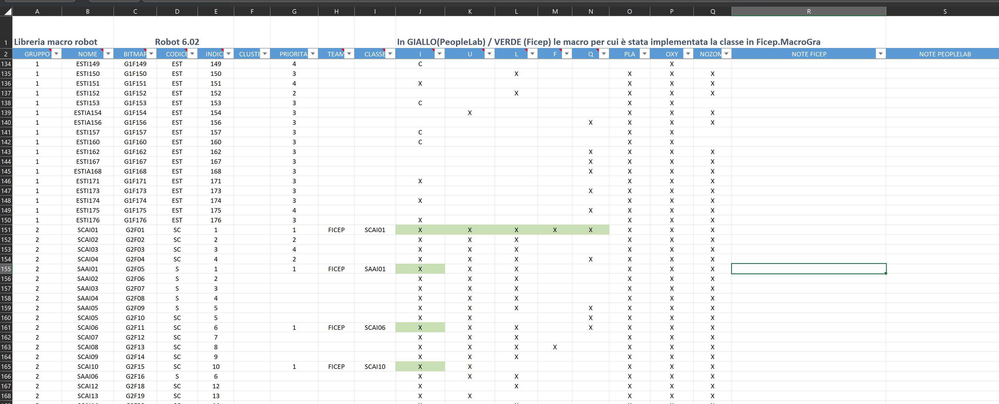 A B C D E F G H I J K L M N O P Q R S
1 Libreria macro robot Robot 6.02 In GIALLO(PeopleLab) / VERDE (Ficep) le macro per cui è stata implementata la classe in Ficep.MacroGra
2 GRUPPO NOME BITMAP CODICE INDIC CLUSTE PRIORITA TEAM CLASSE I U L F Q PLA OXY NOZOM NOTE FICEP NOTE PEOPLELAB
134 1 ESTI149 G1F149 EST 149 4 C X
135 1 ESTI150 G1F150 EST 150 3 X X X X
136 1 ESTI151 G1F151 EST 151 4 X X X X
137 1 ESTI152 G1F152 EST 152 2 X X X X
138 1 ESTI153 G1F153 EST 153 3 C X X
139 1 ESTIA154 G1F154 EST 154 3 X X X X
140 1 ESTIA156 G1F156 EST 156 3 X X X X
141 1 ESTI157 G1F157 EST 157 3 C X X
142 1 ESTI160 G1F160 EST 160 3 C X X
143 1 ESTI162 G1F162 EST 162 3 X X X X
144 1 ESTI167 G1F167 EST 167 3 X X X X
145 1 ESTIA168 G1F168 EST 168 3 X X X X
146 1 ESTI171 G1F171 EST 171 3 X X X X
147 1 ESTI173 G1F173 EST 173 3 X X X X
148 1 ESTI174 G1F174 EST 174 3 X X X X
149 1 ESTI175 G1F175 EST 175 4 X X X X
150 1 ESTI176 G1F176 EST 176 3 X X X X
151 2 SCAI01 G2F01 SC 1 1 FICEP SCAI01 X X X X X X X X
152 2 SCAI02 G2F02 SC 2 2 X X X X X X
153 2 SCAI03 G2F03 SC 3 4 X X X X X X
154 2 SCAI04 G2F04 SC 4 2 X X X X X X X
155 2 SAAI01 G2F05 S 1 1 FICEP SAAI01 X X X X X X
156 2 SAAI02 G2F06 S 2 X X X X X X
157 2 SAAI03 G2F07 S 3 X X X X X X
158 2 SAAI04 G2F08 S 4 X X X X X X
159 2 SAAI05 G2F09 S 5 X X X X X X X
160 2 SCAI05 G2F10 SC 5 X X X X X X
161 2 SCAI06 G2F11 SC 6 1 FICEP SCAI06 X X X X X X X
162 2 SCAI07 G2F12 SC 7 X X X X X X
163 2 SCAI08 G2F13 SC 8 X X X X X X X
164 2 SCAI09 G2F14 SC 9 X X X X X X
165 2 SCAI10 G2F15 SC 10 1 FICEP SCAI10 X X X X X
166 2 SAAI06 G2F16 S 6 X X X X X X
167 2 SCAI12 G2F18 SC 12 X X X X X
168 2 SCAI13 G2F19 SC 13 X X X X X